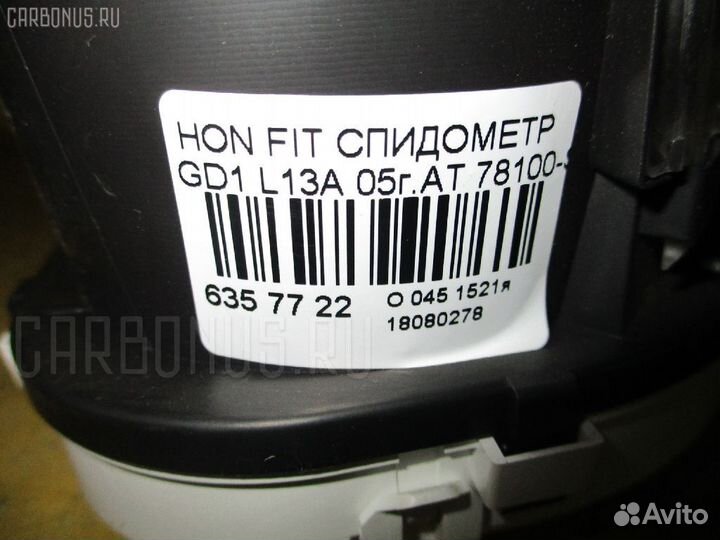 CARBONUS.RU
HON FIT СПИДОМЕТР
GD1 L13A 05г.AT 78100-
635 77 22
O 045 1521я
18080278
CARBONUS.RU
Avito